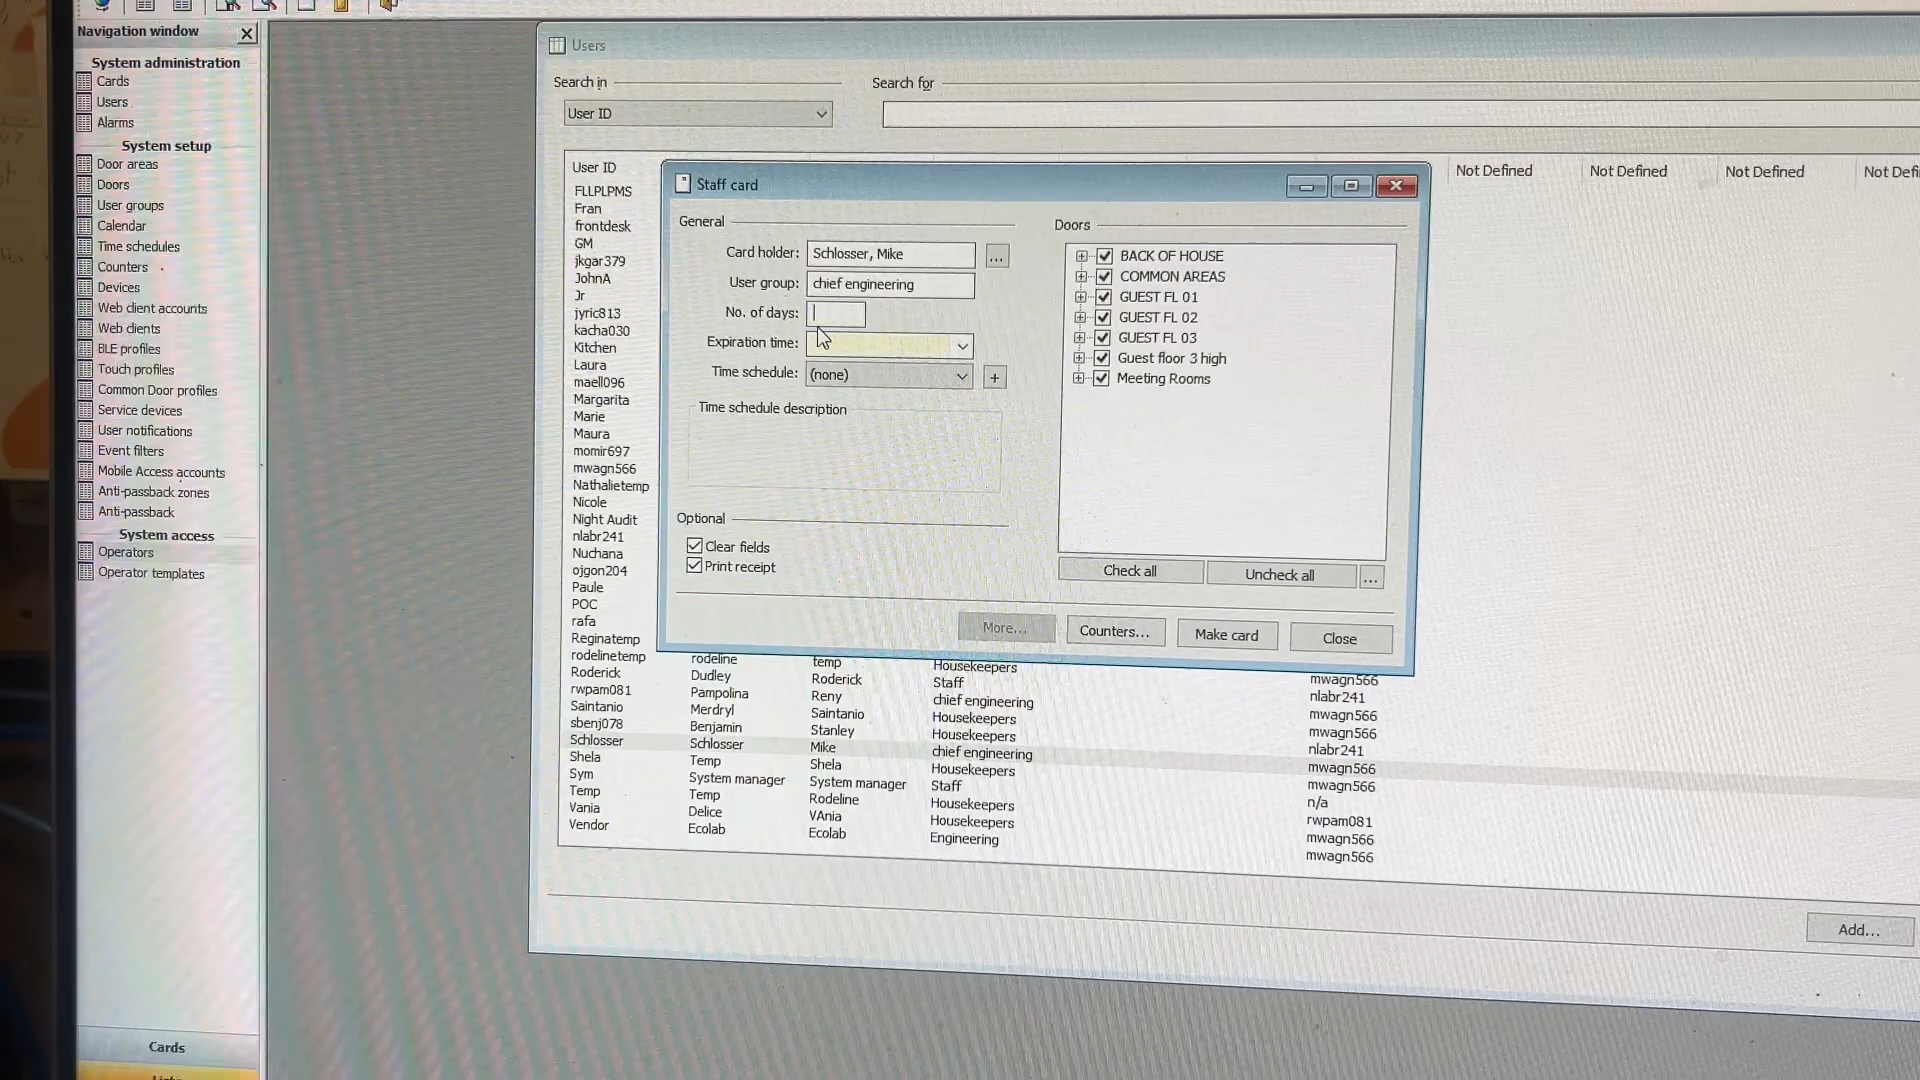 Navigation window
System administration
Cards
Users
Alarms
System setup
Door areas
Doors
User groups
Calendar
Time schedules
Counters
Devices
Web client accounts
Web clients
BLE profiles
Touch profiles
Common Door profiles
Service devices
User notifications
Event filters
Mobile Access accounts
Anti-passback zones
Anti-passback
System access
Operators
Operator templates
Cards
Users
Search in
Search for
User ID
User ID
Not Defined
Not Defined
Not Defined
Not Defi
FLLPLPMS
Fran
frontdesk
GM
jkgar379
JohnA
Jr
jyric813
kacha030
Kitchen
Laura
maell096
Margarita
Marie
Maura
momir697
mwagn566
Nathalietemp
Nicole
Night Audit
nlabr241
Nuchana
ojgon204
Paule
POC
rafa
Reginatemp
rodelinetemp rodeline temp Housekeepers
Roderick Dudley Roderick Staff mwagn566
rwpam081 Pampolina Reny chief engineering nlabr241
Saintanio Merdryl Saintanio Housekeepers mwagn566
sbenj078 Benjamin Stanley Housekeepers mwagn566
Schlosser Schlosser Mike chief engineering nlabr241
Shela Temp Shela Housekeepers mwagn566
Sym System manager System manager Staff mwagn566
Temp Temp Rodeline Housekeepers n/a
Vania Delice VAnia Housekeepers rwpam081
Vendor Ecolab Ecolab Engineering mwagn566
mwagn566
Staff card
General
Card holder: Schlosser, Mike
...
User group: chief engineering
No. of days:
Expiration time:
Time schedule: (none)
+
Time schedule description
Optional
Clear fields
Print receipt
Doors
BACK OF HOUSE
COMMON AREAS
GUEST FL 01
GUEST FL 02
GUEST FL 03
Guest floor 3 high
Meeting Rooms
Check all
Uncheck all
...
More...
Counters...
Make card
Close
Add...